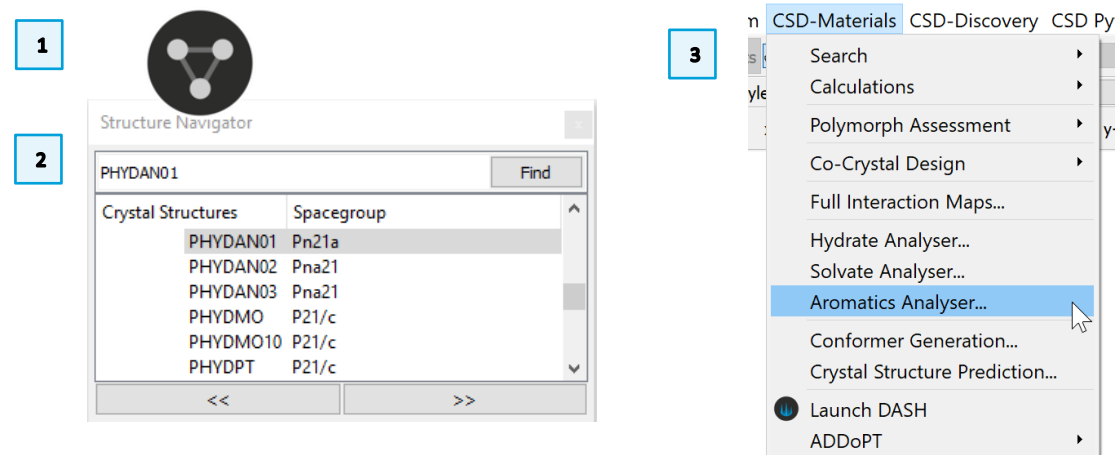 1
Structure Navigator
2
PHYDAN01 Find
Crystal Structures Spacegroup
PHYDAN01 Pn21a
PHYDAN02 Pna21
PHYDAN03 Pna21
PHYDMO P21/c
PHYDMO10 P21/c
PHYDPT P21/c
<< >>
3
m CSD-Materials CSD-Discovery CSD Py
Search
Calculations
Polymorph Assessment
Co-Crystal Design
Full Interaction Maps...
Hydrate Analyser...
Solvate Analyser...
Aromatics Analyser...
Conformer Generation...
Crystal Structure Prediction...
Launch DASH
ADDoPT